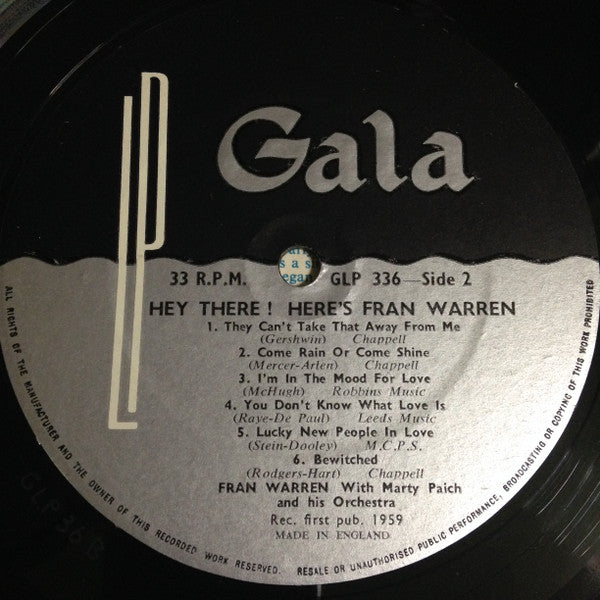 LP
Gala
33 R.P.M. GLP 336—Side 2
HEY THERE! HERE'S FRAN WARREN
1. They Can't Take That Away From Me
(Gershwin) Chappell
2. Come Rain Or Come Shine
(Mercer-Arlen) Chappell
3. I'm In The Mood For Love
(McHugh) Robbins Music
4. You Don't Know What Love Is
(Raye-De Paul) Leeds Music
5. Lucky New People In Love
(Stein-Dooley) M.C.P.S.
6. Bewitched
(Rodgers-Hart) Chappell
FRAN WARREN With Marty Paich
and his Orchestra
Rec. first pub. 1959
MADE IN ENGLAND
ALL RIGHTS OF THE MANUFACTURER AND THE OWNER OF THIS RECORDED WORK RESERVED. RESALE OR UNAUTHORISED PUBLIC PERFORMANCE, BROADCASTING OR COPYING OF THIS WORK PROHIBITED
s a s
egan